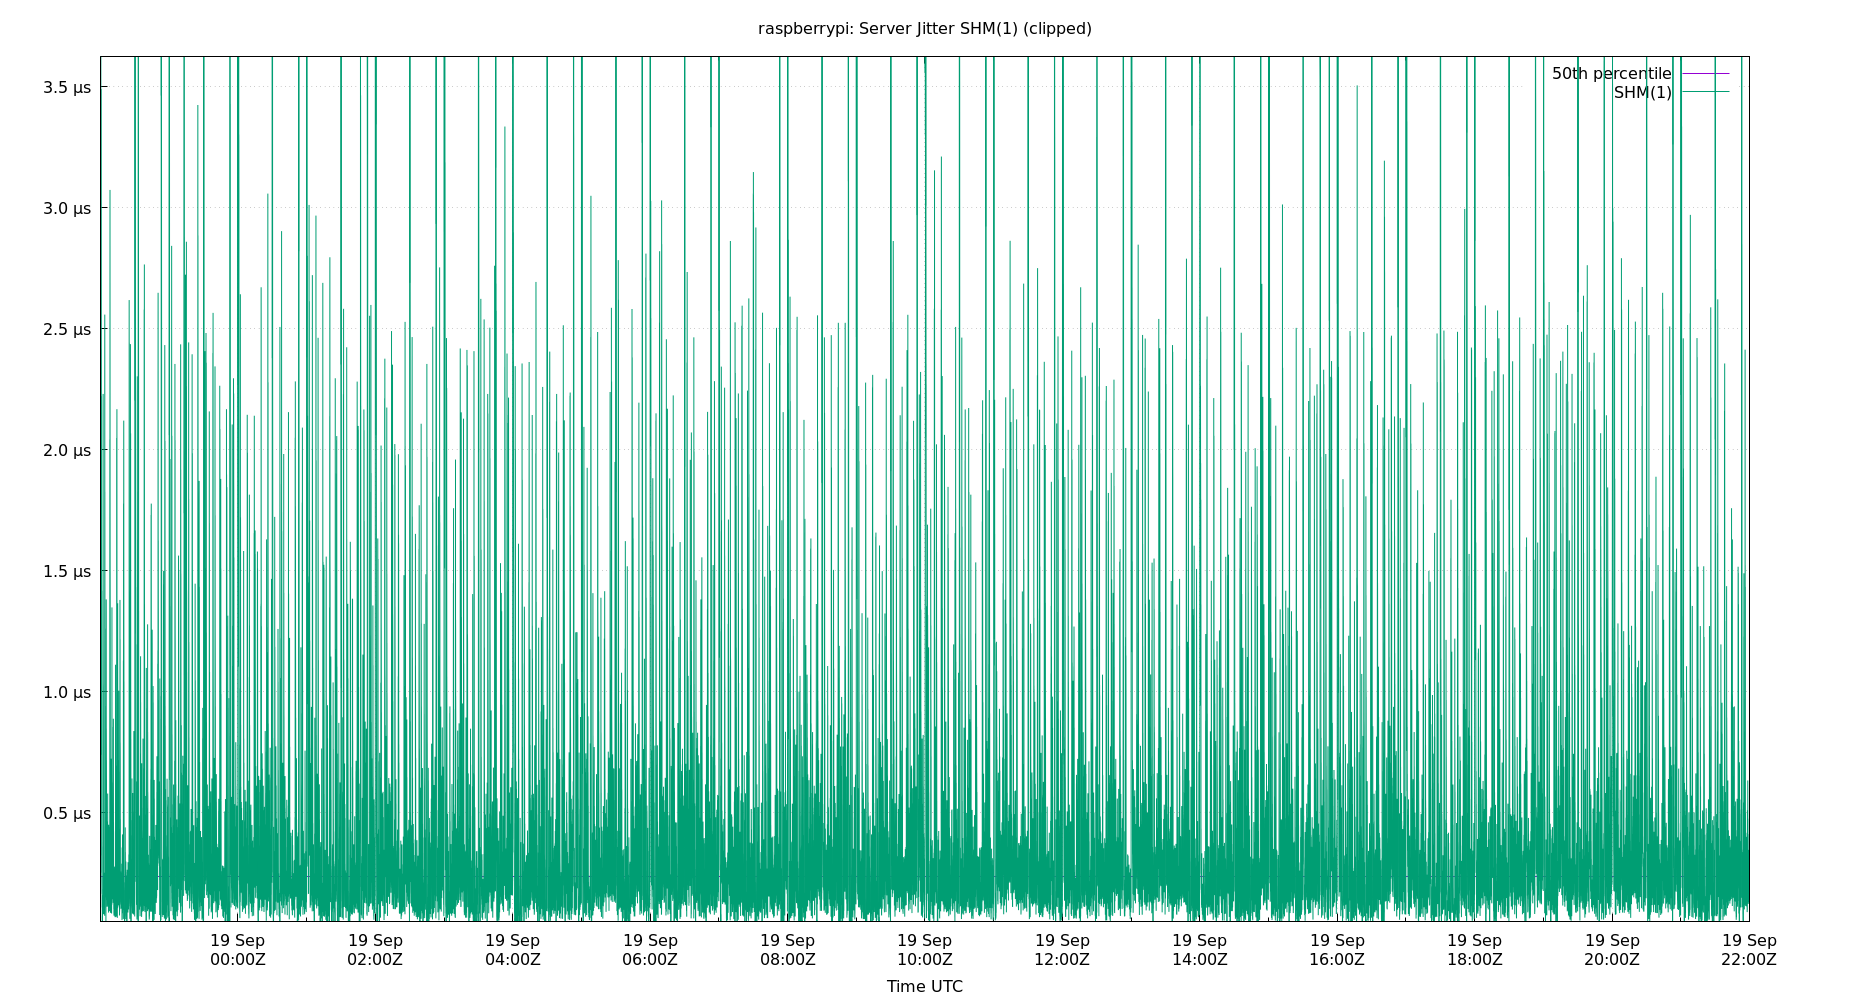 raspberrypi: Server Jitter SHM(1) (clipped)
50th percentile
SHM(1)
3.5 µs
3.0 µs
2.5 µs
2.0 µs
1.5 µs
1.0 µs
0.5 µs
19 Sep 19 Sep 19 Sep 19 Sep 19 Sep 19 Sep 19 Sep 19 Sep 19 Sep 19 Sep 19 Sep 19 Sep
00:00Z 02:00Z 04:00Z 06:00Z 08:00Z 10:00Z 12:00Z 14:00Z 16:00Z 18:00Z 20:00Z 22:00Z
Time UTC